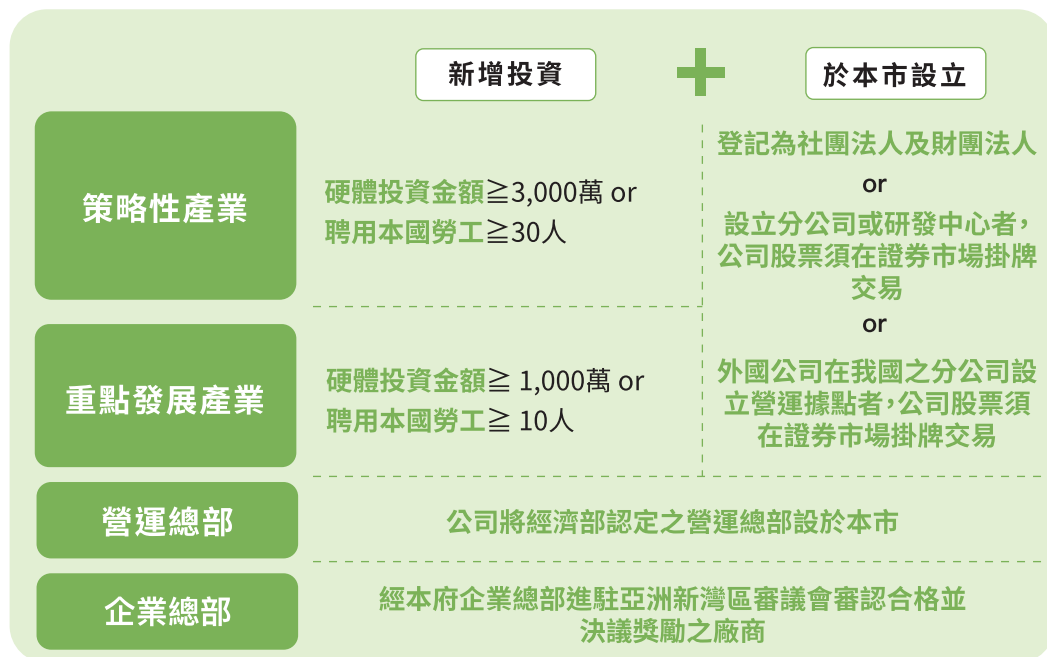 新增投資
於本市設立
策略性產業
硬體投資金額≧3,000萬 or
聘用本國勞工≧30人
登記為社團法人及財團法人
or
設立分公司或研發中心者，
公司股票須在證券市場掛牌
交易
or
外國公司在我國之分公司設
立營運據點者，公司股票須
在證券市場掛牌交易
重點發展產業
硬體投資金額≧ 1,000萬 or
聘用本國勞工≧ 10人
營運總部
公司將經濟部認定之營運總部設於本市
企業總部
經本府企業總部進駐亞洲新灣區審議會審認合格並
決議獎勵之廠商